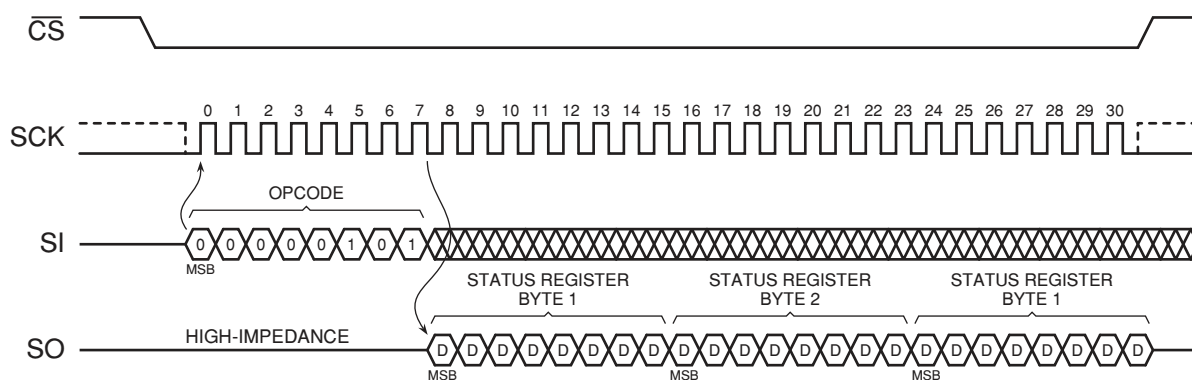 CS
SCK
0 1 2 3 4 5 6 7 8 9 10 11 12 13 14 15 16 17 18 19 20 21 22 23 24 25 26 27 28 29 30
OPCODE
SI
0 0 0 0 0 1 0 1
MSB
STATUS REGISTER
BYTE 1
STATUS REGISTER
BYTE 2
STATUS REGISTER
BYTE 1
HIGH-IMPEDANCE
SO
D D D D D D D D D D D D D D D D D D D D D D D D
MSB MSB MSB